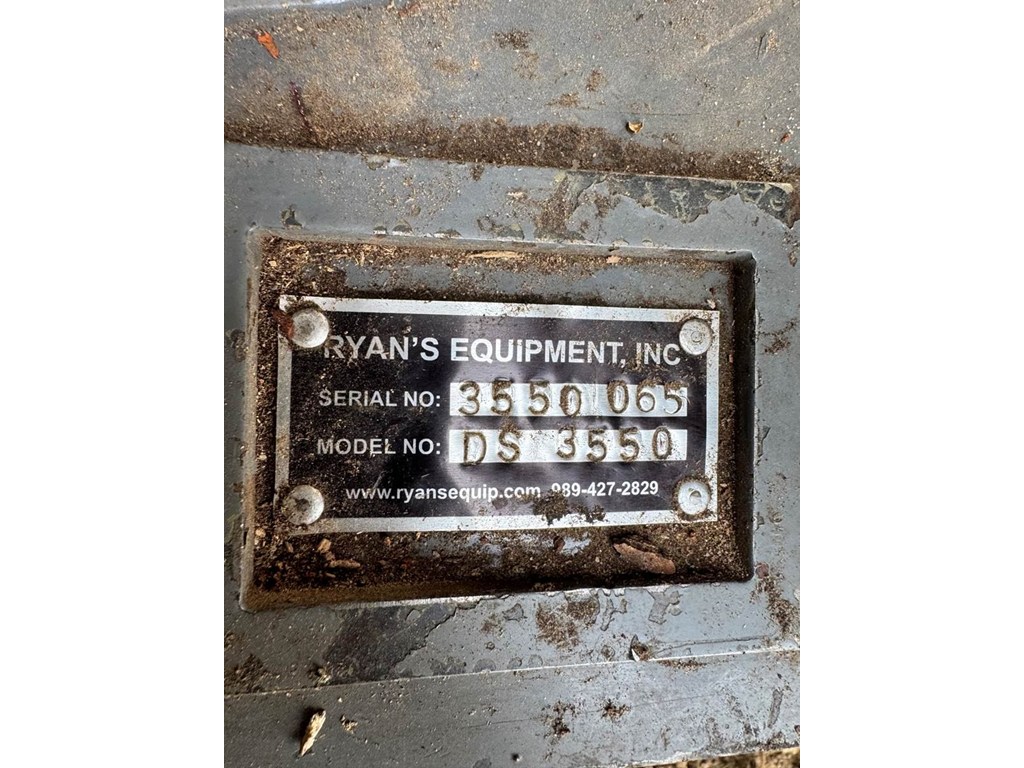 RYAN'S EQUIPMENT, INC
SERIAL NO: 3550 065
MODEL NO: DS 3550
www.ryansequip.com 989-427-2829